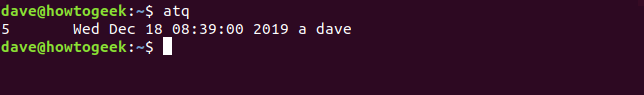 dave@howtogeek:~$ atq
5       Wed Dec 18 08:39:00 2019 a dave
dave@howtogeek:~$